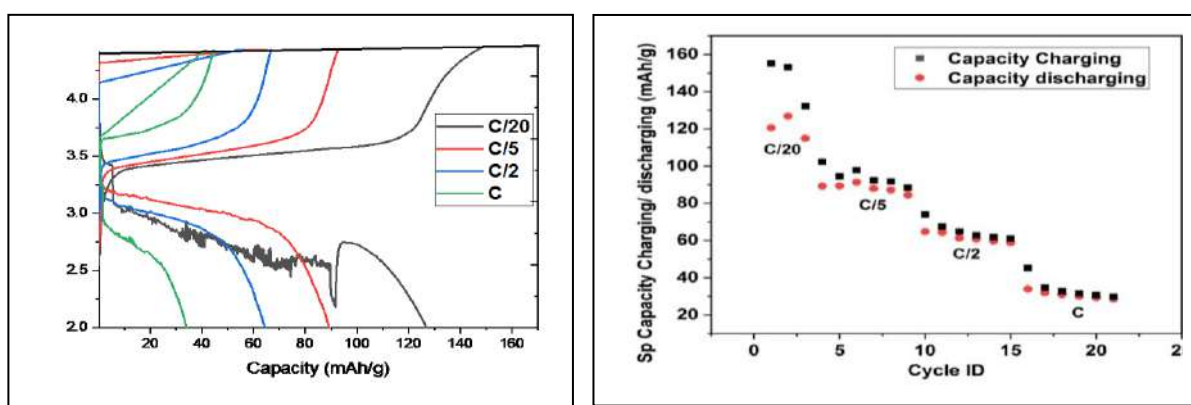 4.0
3.5
3.0
2.5
2.0
20 40 60 80 100 120 140 160
Capacity (mAh/g)
C/20
C/5
C/2
C
Sp Capacity Charging/ discharging (mAh/g)
160
140
120
100
80
60
40
20
0 5 10 15 20 25
Cycle ID
Capacity Charging
Capacity discharging
C/20
C/5
C/2
C